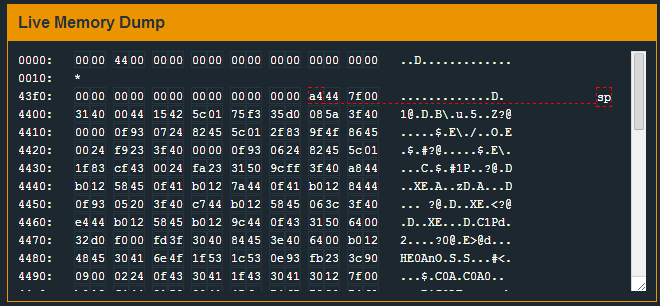 Live Memory Dump
0000: 0000 4400 0000 0000 0000 0000 0000 0000 ..D.............
0010: *
43f0: 0000 0000 0000 0000 0000 0000 a444 7f00 .............D. sp
4400: 3140 0044 1542 5c01 75f3 35d0 085a 3f40 1@.D.B\.u.5..Z?@
4410: 0000 0f93 0724 8245 5c01 2f83 9f4f 8645 .....$.E\./..O.E
4420: 0024 f923 3f40 0000 0f93 0624 8245 5c01 .$.#?@.....$.E\.
4430: 1f83 cf43 0024 fa23 3150 9cff 3f40 a844 ...C.$.#1P..?@.D
4440: b012 5845 0f41 b012 7a44 0f41 b012 8444 ..XE.A..zD.A...D
4450: 0f93 0520 3f40 c744 b012 5845 063c 3f40 ... ?@.D..XE.<?@
4460: e444 b012 5845 b012 9c44 0f43 3150 6400 .D..XE...D.C1Pd.
4470: 32d0 f000 fd3f 3040 8445 3e40 6400 b012 2....?0@.E>@d...
4480: 4845 3041 6e4f 1f53 1c53 0e93 fb23 3c90 HE0AnO.S.S...#<.
4490: 0900 0224 0f43 3041 1f43 3041 3012 7f00 ...$.C0A.C0A0...